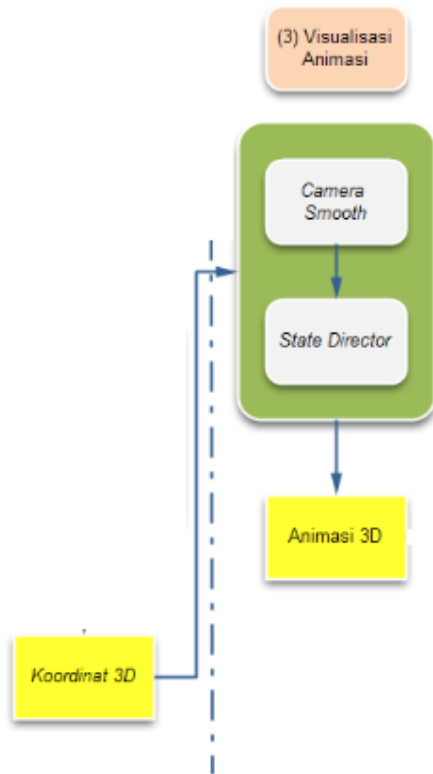 (3) Visualisasi
Animasi
Camera
Smooth
State Director
Animasi 3D
Koordinat 3D